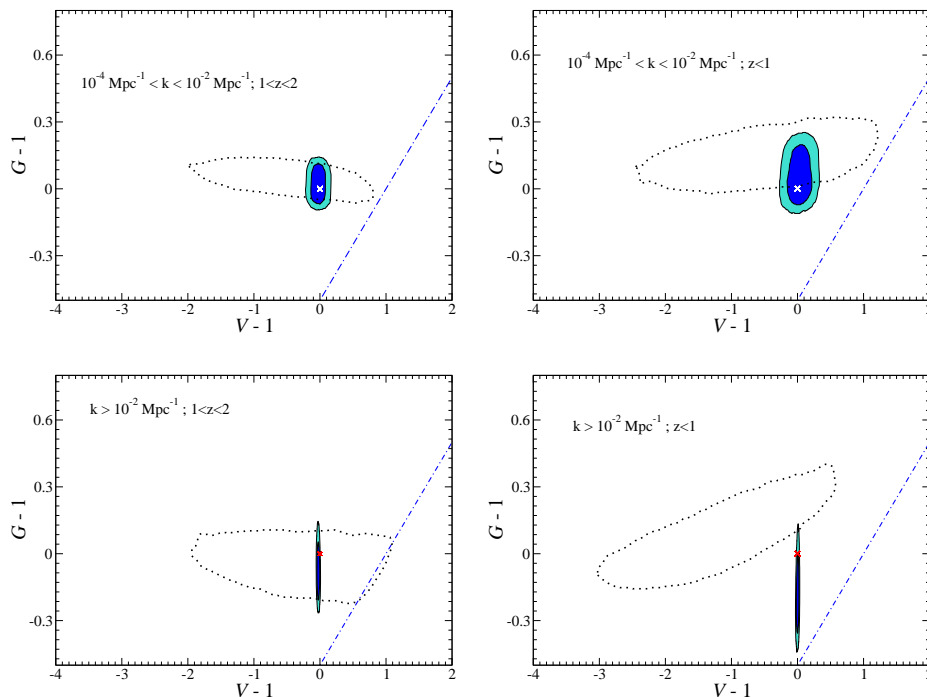 10⁻⁴ Mpc⁻¹ < k < 10⁻² Mpc⁻¹; 1<z<2
G - 1
0.6
0.3
0
-0.3
-4 -3 -2 -1 0 1 2
V - 1
10⁻⁴ Mpc⁻¹ < k < 10⁻² Mpc⁻¹ ; z<1
G - 1
0.6
0.3
0
-0.3
-4 -3 -2 -1 0 1 2
V - 1
k > 10⁻² Mpc⁻¹ ; 1<z<2
G - 1
0.6
0.3
0
-0.3
-4 -3 -2 -1 0 1 2
V - 1
k > 10⁻² Mpc⁻¹ ; z<1
G - 1
0.6
0.3
0
-0.3
-4 -3 -2 -1 0 1 2
V - 1